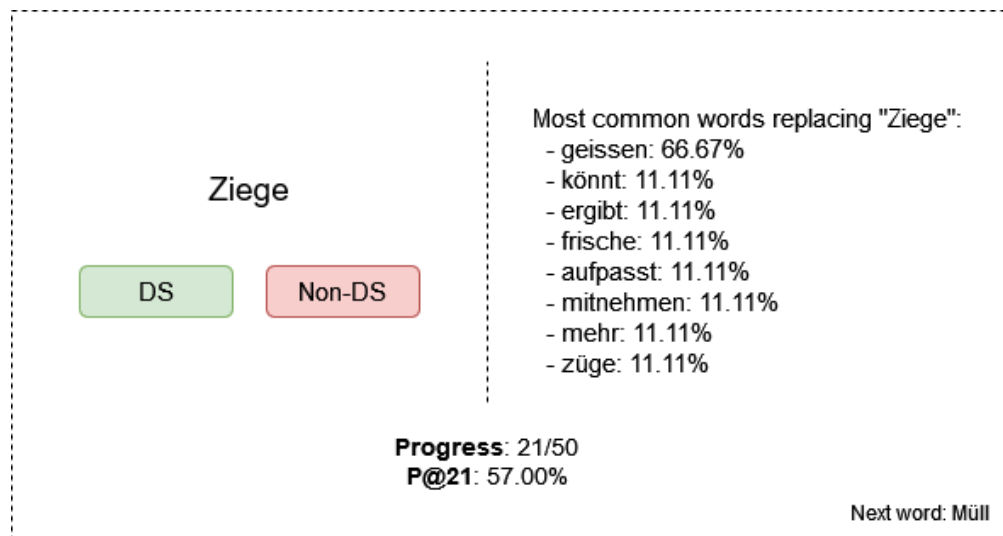 Ziege
DS
Non-DS
Most common words replacing "Ziege":
- geissen: 66.67%
- könnt: 11.11%
- ergibt: 11.11%
- frische: 11.11%
- aufpasst: 11.11%
- mitnehmen: 11.11%
- mehr: 11.11%
- züge: 11.11%
Progress: 21/50
P@21: 57.00%
Next word: Müll